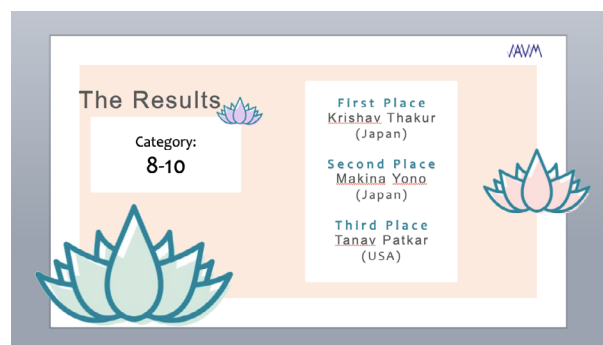 VAVM
The Results
Category:
8-10
First Place
Krishav Thakur
(Japan)
Second Place
Makina Yono
(Japan)
Third Place
Tanav Patkar
(USA)